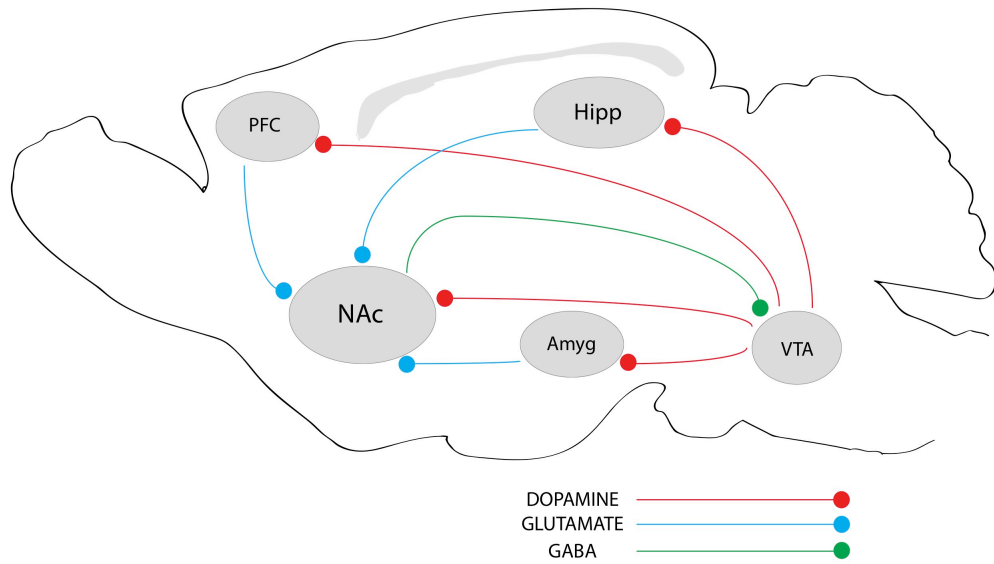 PFC
Hipp
NAc
Amyg
VTA
DOPAMINE
GLUTAMATE
GABA